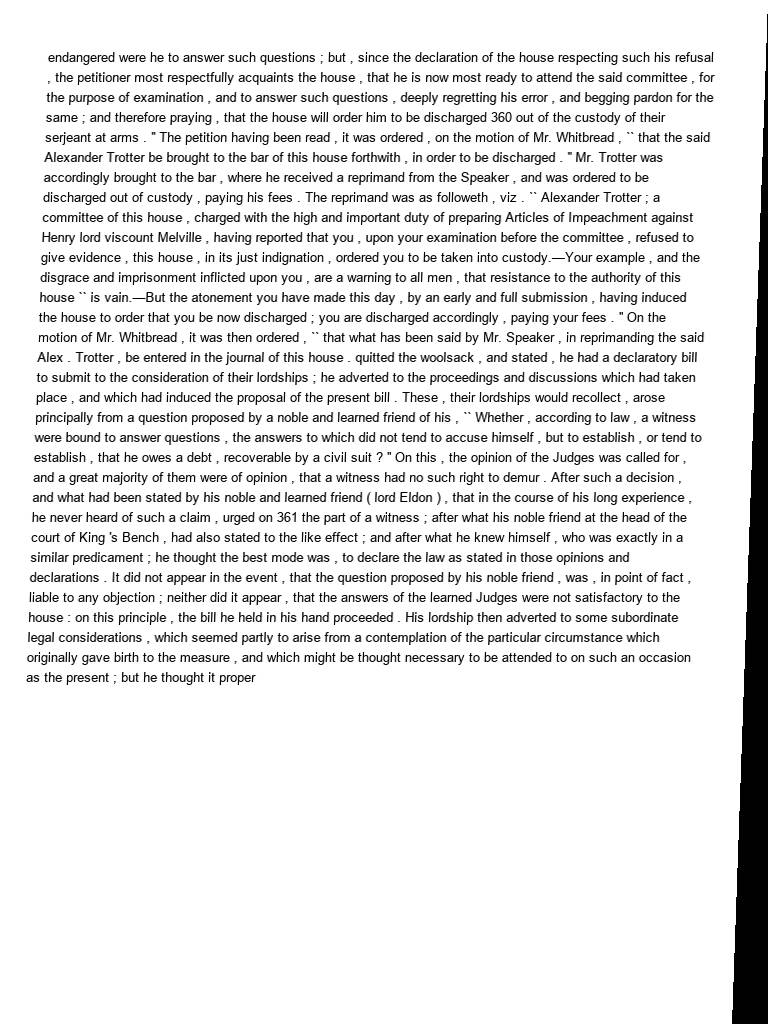 endangered were he to answer such questions ; but , since the declaration of the house respecting such his refusal
, the petitioner most respectfully acquaints the house , that he is now most ready to attend the said committee , for
the purpose of examination , and to answer such questions , deeply regretting his error , and begging pardon for the
same ; and therefore praying , that the house will order him to be discharged 360 out of the custody of their
serjeant at arms . " The petition having been read , it was ordered , on the motion of Mr. Whitbread , `` that the said
Alexander Trotter be brought to the bar of this house forthwith , in order to be discharged . " Mr. Trotter was
accordingly brought to the bar , where he received a reprimand from the Speaker , and was ordered to be
discharged out of custody , paying his fees . The reprimand was as followeth , viz . `` Alexander Trotter ; a
committee of this house , charged with the high and important duty of preparing Articles of Impeachment against
Henry lord viscount Melville , having reported that you , upon your examination before the committee , refused to
give evidence , this house , in its just indignation , ordered you to be taken into custody.—Your example , and the
disgrace and imprisonment inflicted upon you , are a warning to all men , that resistance to the authority of this
house `` is vain.—But the atonement you have made this day , by an early and full submission , having induced
the house to order that you be now discharged ; you are discharged accordingly , paying your fees . " On the
motion of Mr. Whitbread , it was then ordered , `` that what has been said by Mr. Speaker , in reprimanding the said
Alex . Trotter , be entered in the journal of this house . quitted the woolsack , and stated , he had a declaratory bill
to submit to the consideration of their lordships ; he adverted to the proceedings and discussions which had taken
place , and which had induced the proposal of the present bill . These , their lordships would recollect , arose
principally from a question proposed by a noble and learned friend of his , `` Whether , according to law , a witness
were bound to answer questions , the answers to which did not tend to accuse himself , but to establish , or tend to
establish , that he owes a debt , recoverable by a civil suit ? " On this , the opinion of the Judges was called for ,
and a great majority of them were of opinion , that a witness had no such right to demur . After such a decision ,
and what had been stated by his noble and learned friend ( lord Eldon ) , that in the course of his long experience ,
he never heard of such a claim , urged on 361 the part of a witness ; after what his noble friend at the head of the
court of King 's Bench , had also stated to the like effect ; and after what he knew himself , who was exactly in a
similar predicament ; he thought the best mode was , to declare the law as stated in those opinions and
declarations . It did not appear in the event , that the question proposed by his noble friend , was , in point of fact ,
liable to any objection ; neither did it appear , that the answers of the learned Judges were not satisfactory to the
house : on this principle , the bill he held in his hand proceeded . His lordship then adverted to some subordinate
legal considerations , which seemed partly to arise from a contemplation of the particular circumstance which
originally gave birth to the measure , and which might be thought necessary to be attended to on such an occasion
as the present ; but he thought it proper